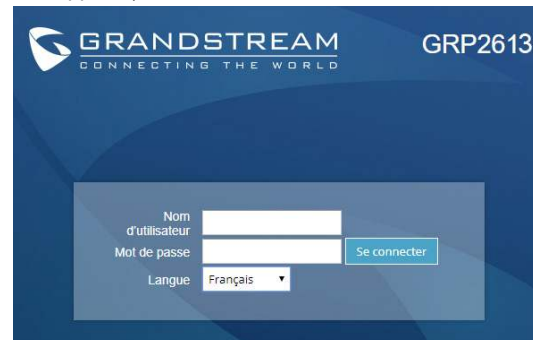 GRANDSTREAM
CONNECTING THE WORLD
GRP2613
Nom
d'utilisateur
Mot de passe
Se connecter
Langue
Français